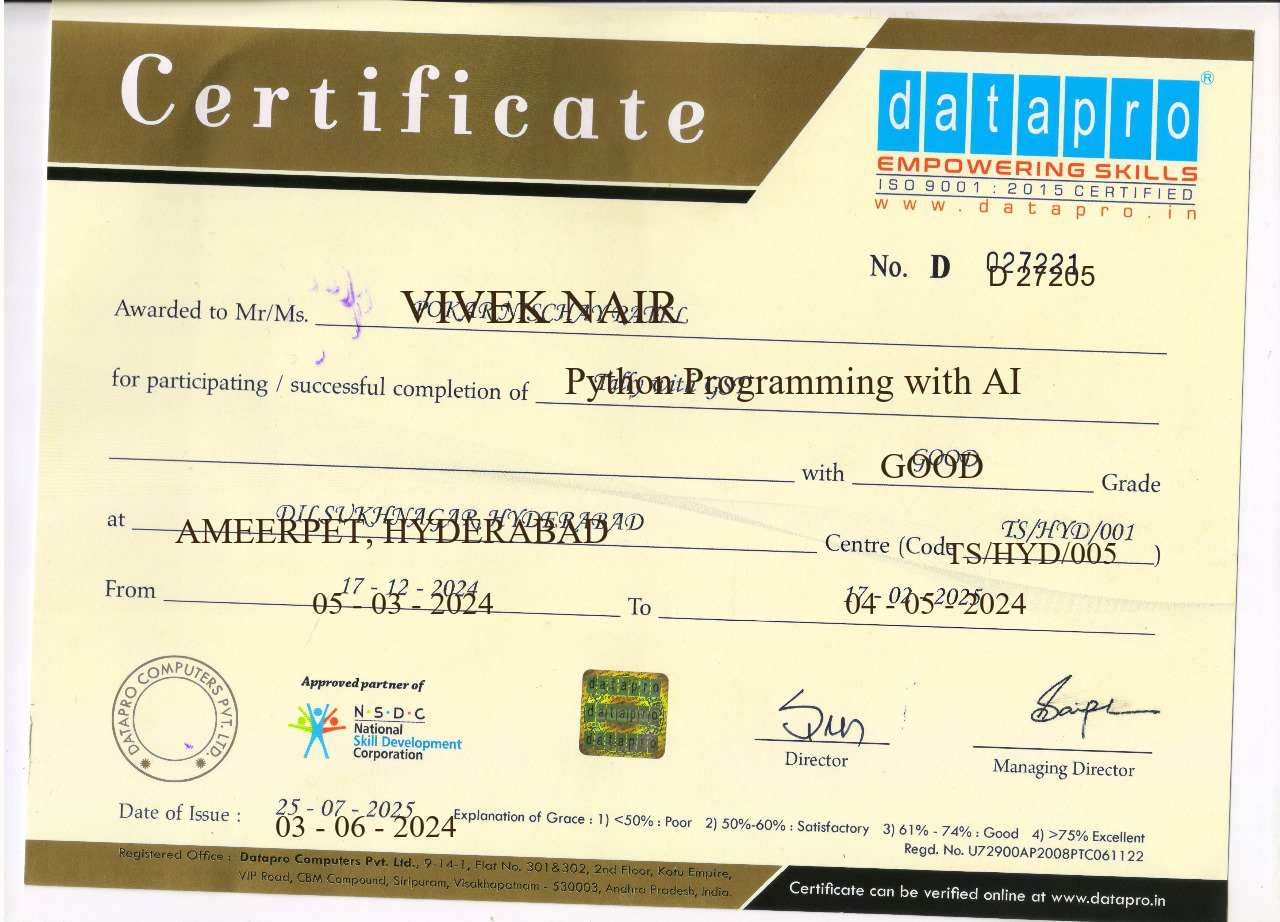 Certificate
datapro®
EMPOWERING SKILLS
ISO 9001 : 2015 CERTIFIED
www.datapro.in
No. D 027221
D 27205
Awarded to Mr/Ms. VIVEK NAIR
for participating / successful completion of Python Programming with AI
Tally with
with GOOD Grade
GOOD
DILSUKHNAGAR, HYDERABAD
TS/HYD/001
at AMEERPET, HYDERABAD Centre (Code TS/HYD/005 )
17 - 12 - 2024
17 - 02 - 2025
From 05 - 03 - 2024 To 04 - 05 - 2024
DATAPRO COMPUTERS PVT. LTD.
Approved partner of
N·S·D·C
National
Skill Development
Corporation
datapro
datapro
datapro
Director
Managing Director
25 - 07 - 2025
Date of Issue : 03 - 06 - 2024
Explanation of Grace : 1) <50% : Poor 2) 50%-60% : Satisfactory 3) 61% - 74% : Good 4) >75% Excellent
Regd. No. U72900AP2008PTC061122
Registered Office : Datapro Computers Pvt. Ltd., 9-14-1, Flat No. 301&302, 2nd Floor, Kotu Empire,
VIP Road, CBM Compound, Siripuram, Visakhapatnam - 530003, Andhra Pradesh, India.
Certificate can be verified online at www.datapro.in